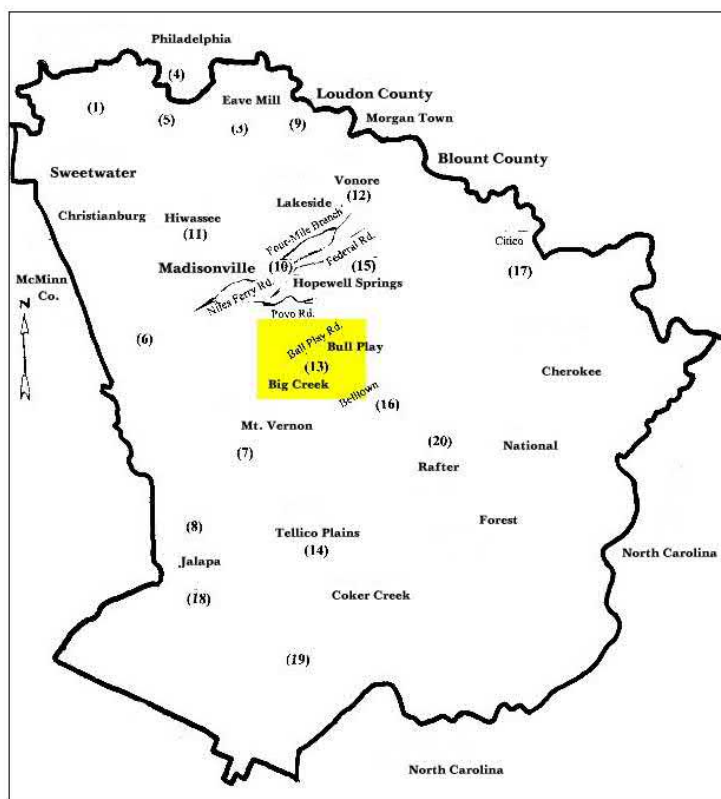 Philadelphia
(4)
Loudon County
Eave Mill
(1)
(5)
(3)
(9)
Morgan Town
Blount County
Sweetwater
Vonore
(12)
Lakeside
Christianburg
Hiwassee
(11)
Four-Mile Branch
Federal Rd.
Citico
(17)
Madisonville
(10)
(15)
McMinn
Co.
Hopewell Springs
Niles Ferry Rd.
Povo Rd.
N
(6)
Ball Play Rd.
Bull Play
(13)
Big Creek
Cherokee
Belltown
(16)
Mt. Vernon
(20)
National
(7)
Rafter
(8)
Tellico Plains
(14)
Forest
North Carolina
Jalapa
(18)
Coker Creek
(19)
North Carolina